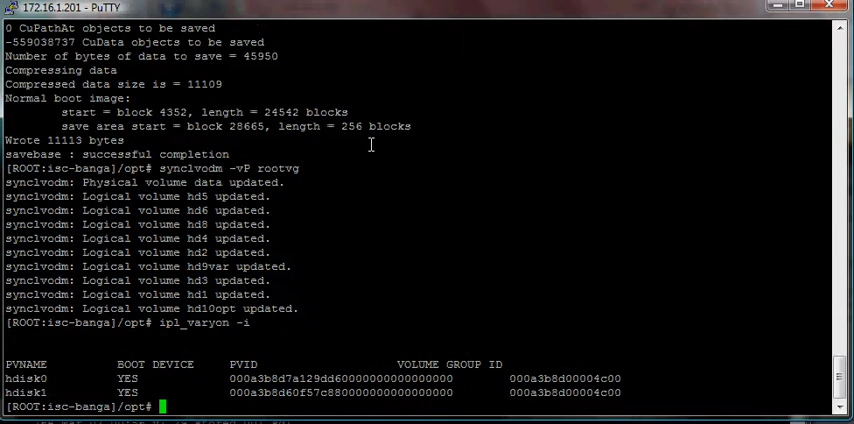 172.16.1.201 - PuTTY
0 CuPathAt objects to be saved
-559038737 CuData objects to be saved
Number of bytes of data to save = 45950
Compressing data
Compressed data size is = 11109
Normal boot image:
start = block 4352, length = 24542 blocks
save area start = block 28665, length = 256 blocks
Wrote 11113 bytes
savebase : successful completion
[ROOT:isc-banga]/opt# synclvodm -vP rootvg
synclvodm: Physical volume data updated.
synclvodm: Logical volume hd5 updated.
synclvodm: Logical volume hd6 updated.
synclvodm: Logical volume hd8 updated.
synclvodm: Logical volume hd4 updated.
synclvodm: Logical volume hd2 updated.
synclvodm: Logical volume hd9var updated.
synclvodm: Logical volume hd3 updated.
synclvodm: Logical volume hd1 updated.
synclvodm: Logical volume hd10opt updated.
[ROOT:isc-banga]/opt# ipl_varyon -i
PVNAME BOOT DEVICE PVID VOLUME GROUP ID
hdisk0 YES 000a3b8d7a129dd60000000000000000 000a3b8d00004c00
hdisk1 YES 000a3b8d60f57c880000000000000000 000a3b8d00004c00
[ROOT:isc-banga]/opt#